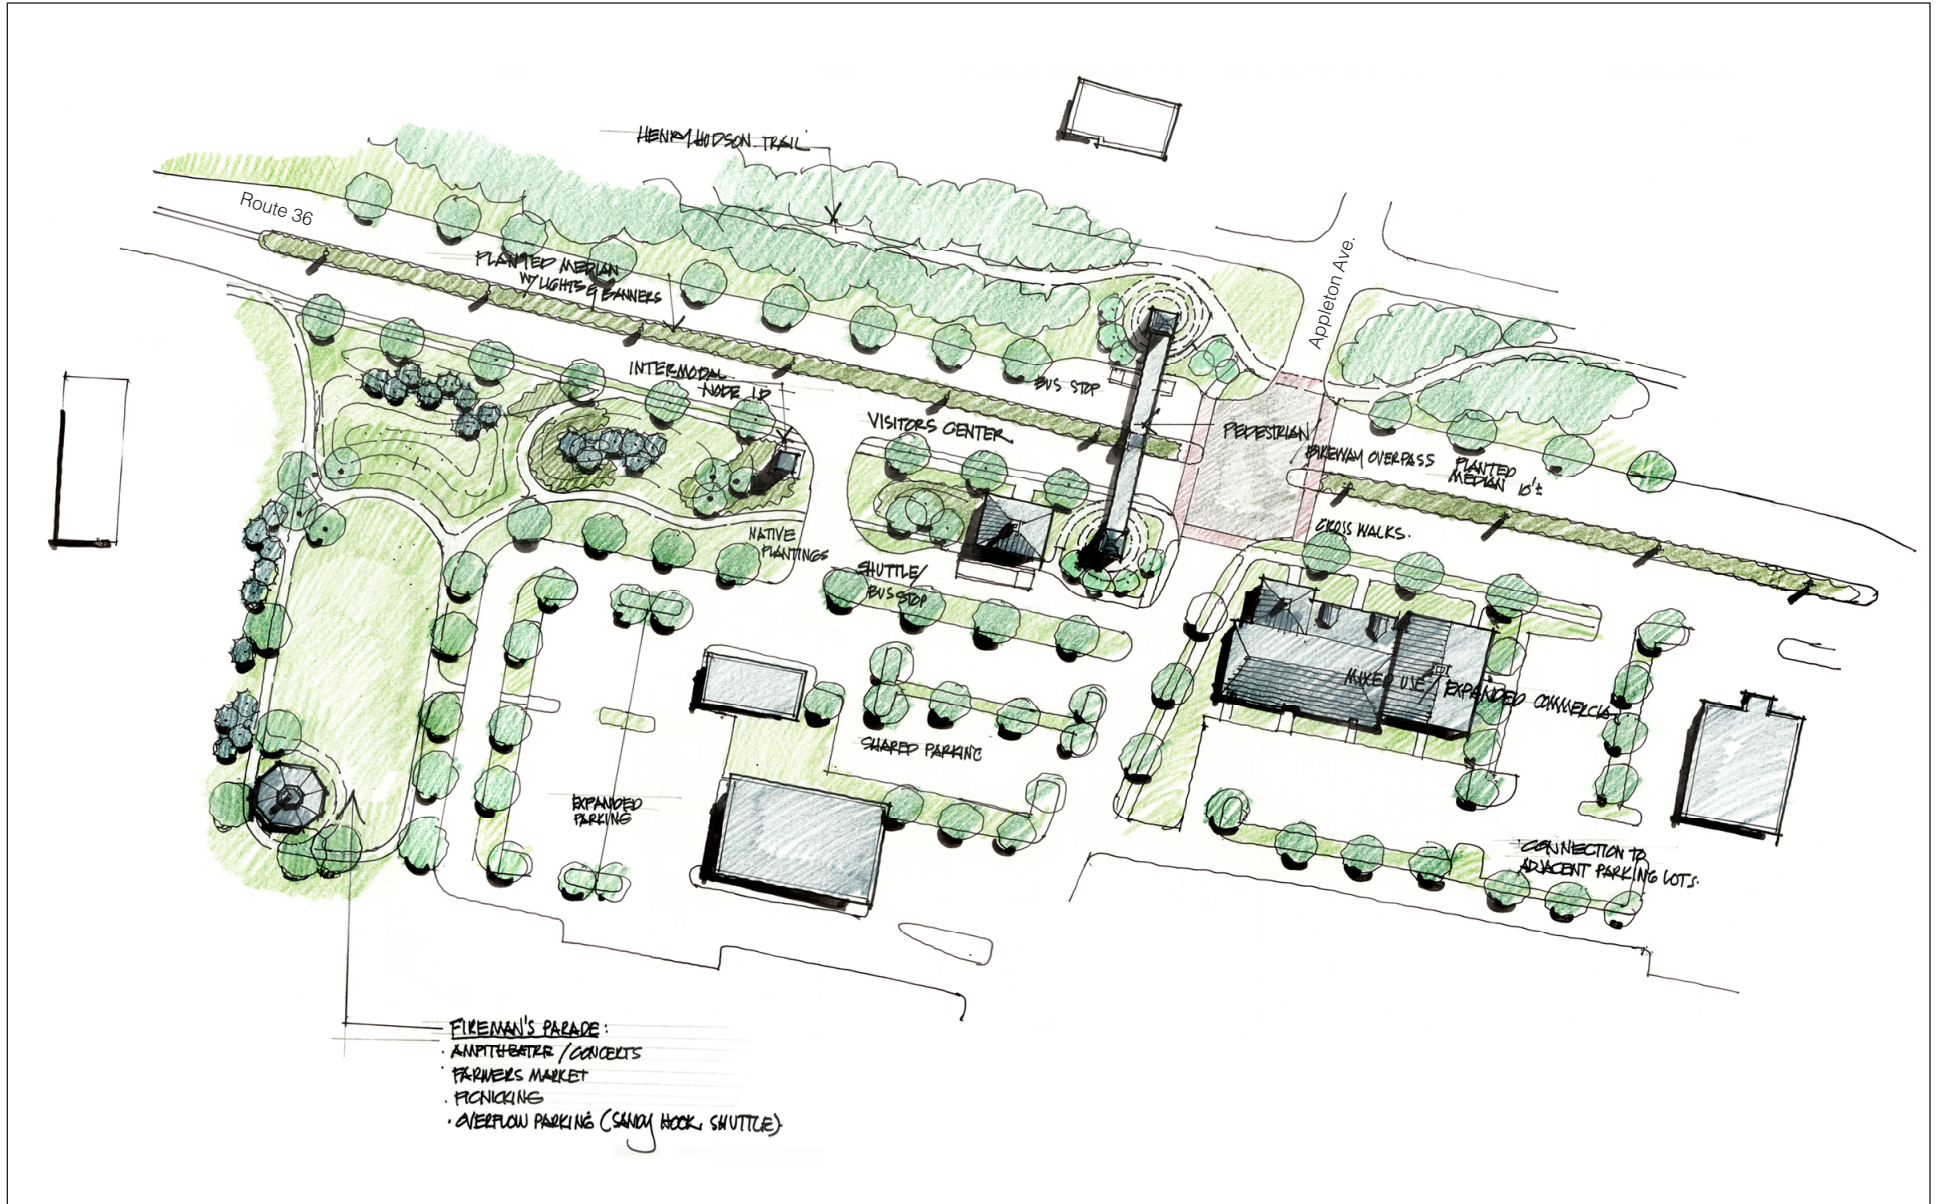 HENRY HUDSON TRAIL
Route 36
PLANTED MEDIAN
W/ LIGHTS & BANNERS
Appleton Ave.
INTERMODAL
NODE I.D
BUS STOP
VISITORS CENTER
PEDESTRIAN/
BIKEWAY OVERPASS
PLANTED
MEDIAN 10'±
CROSS WALKS.
NATIVE
PLANTINGS
SHUTTLE/
BUS STOP
MIXED USE/ EXPANDED COMMERCIAL
SHARED PARKING
EXPANDED
PARKING
CONNECTION TO
ADJACENT PARKING LOTS.
FIREMAN'S PARADE:
· AMPITHEATRE / CONCERTS
· FARMERS MARKET
· PICNICKING
· OVERFLOW PARKING (SANDY HOOK SHUTTLE)